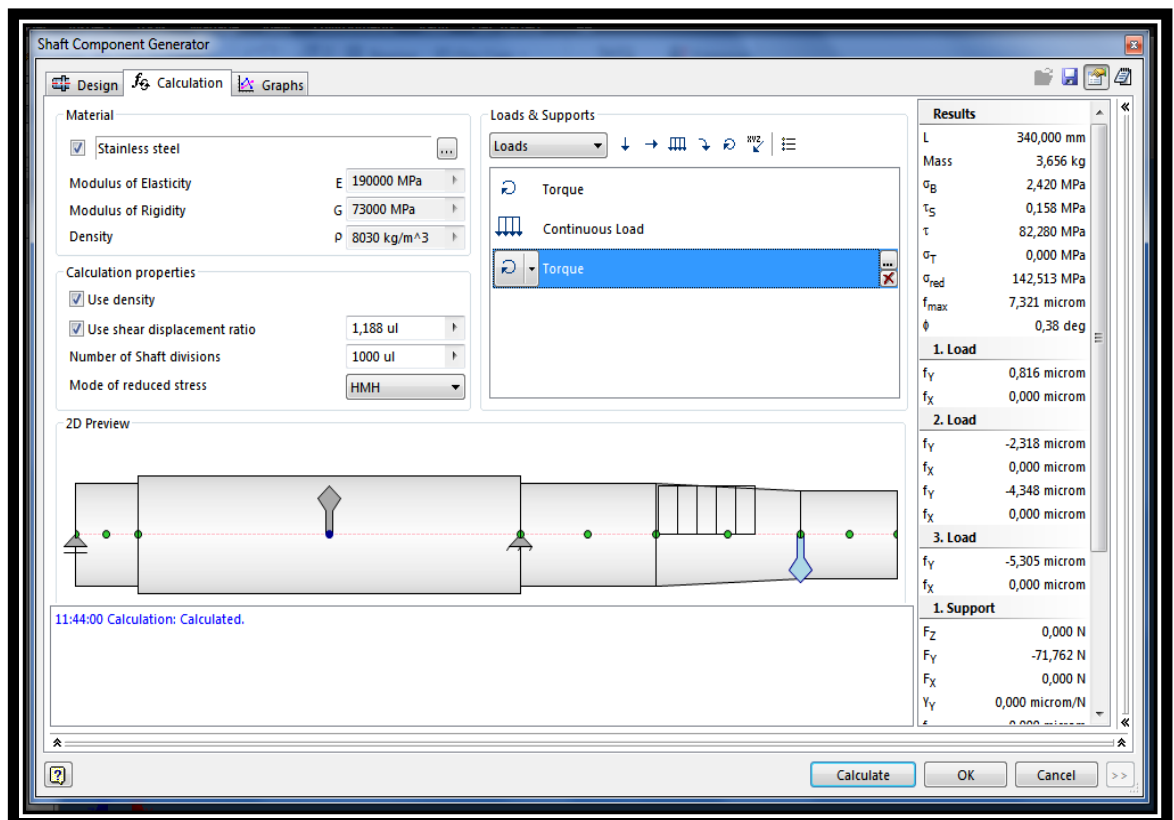 Shaft Component Generator
Design
Calculation
Graphs
Material
Stainless steel
...
Modulus of Elasticity E 190000 MPa
Modulus of Rigidity G 73000 MPa
Density ρ 8030 kg/m^3
Calculation properties
Use density
Use shear displacement ratio 1,188 ul
Number of Shaft divisions 1000 ul
Mode of reduced stress HMH
Loads & Supports
Loads
XYZ
Torque
Continuous Load
Torque
...
2D Preview
11:44:00 Calculation: Calculated.
Results
L 340,000 mm
Mass 3,656 kg
σB 2,420 MPa
τS 0,158 MPa
τ 82,280 MPa
σT 0,000 MPa
σred 142,513 MPa
fmax 7,321 microm
ϕ 0,38 deg
1. Load
fY 0,816 microm
fX 0,000 microm
2. Load
fY -2,318 microm
fX 0,000 microm
fY -4,348 microm
fX 0,000 microm
3. Load
fY -5,305 microm
fX 0,000 microm
1. Support
FZ 0,000 N
FY -71,762 N
FX 0,000 N
YY 0,000 microm/N
?
Calculate
OK
Cancel
>>